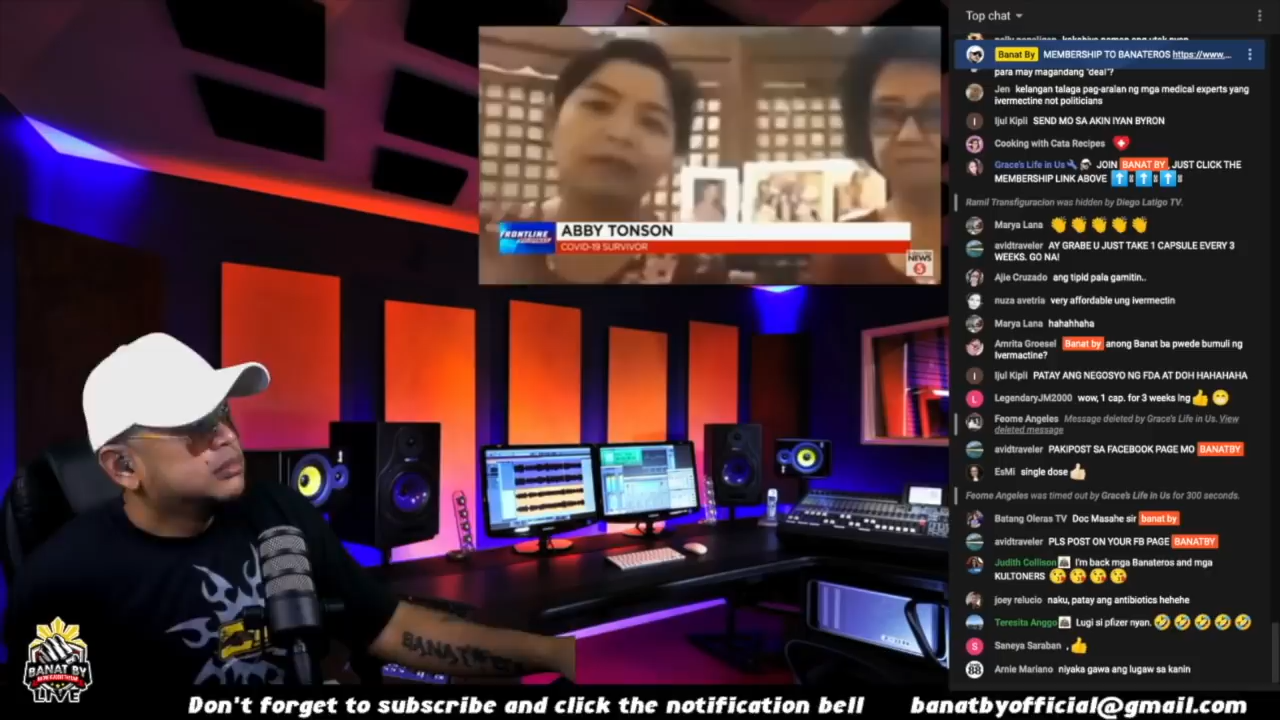 Top chat
Banat By MEMBERSHIP TO BANATEROS https://www....
para may magandang "deal"?
Jen kelangan talaga pag-aralan ng mga medical experts yang
ivermectine not politicians
Ijul Kipli SEND MO SA AKIN IYAN BYRON
Cooking with Cata Recipes
Grace's Life in Us JOIN BANAT BY, JUST CLICK THE
MEMBERSHIP LINK ABOVE
Ramil Transfiguracion was hidden by Diego Latigo TV.
Marya Lana 👏👏👏👏👏
avidtraveler AY GRABE U JUST TAKE 1 CAPSULE EVERY 3
WEEKS. GO NA!
Ajie Cruzado ang tipid pala gamitin..
nuza avetria very affordable ung ivermectin
Marya Lana hahahhaha
Amrita Groesel Banat by anong Banat ba pwede bumuli ng
Ivermactine?
Ijul Kipli PATAY ANG NEGOSYO NG FDA AT DOH HAHAHAHA
LegendaryJM2000 wow, 1 cap. for 3 weeks lng 👍😁
Feome Angeles Message deleted by Grace's Life in Us. View
deleted message
avidtraveler PAKIPOST SA FACEBOOK PAGE MO BANATBY
EsMi single dose 👍
Feome Angeles was timed out by Grace's Life in Us for 300 seconds.
Batang Oleras TV Doc Masahe sir banat by
avidtraveler PLS POST ON YOUR FB PAGE BANATBY
Judith Collison I'm back mga Banateros and mga
KULTONERS 😘😘😘😘
joey relucio naku, patay ang antibiotics hehehe
Teresita Anggo Lugi si pfizer nyan. 🤣🤣🤣🤣🤣
Saneya Saraban , 👍
Arnie Mariano niyaka gawa ang lugaw sa kanin
FRONTLINE
ABBY TONSON
COVID-19 SURVIVOR
NEWS
5
BANAT BY
LIVE
Don't forget to subscribe and click the notification bell
banatbyofficial@gmail.com